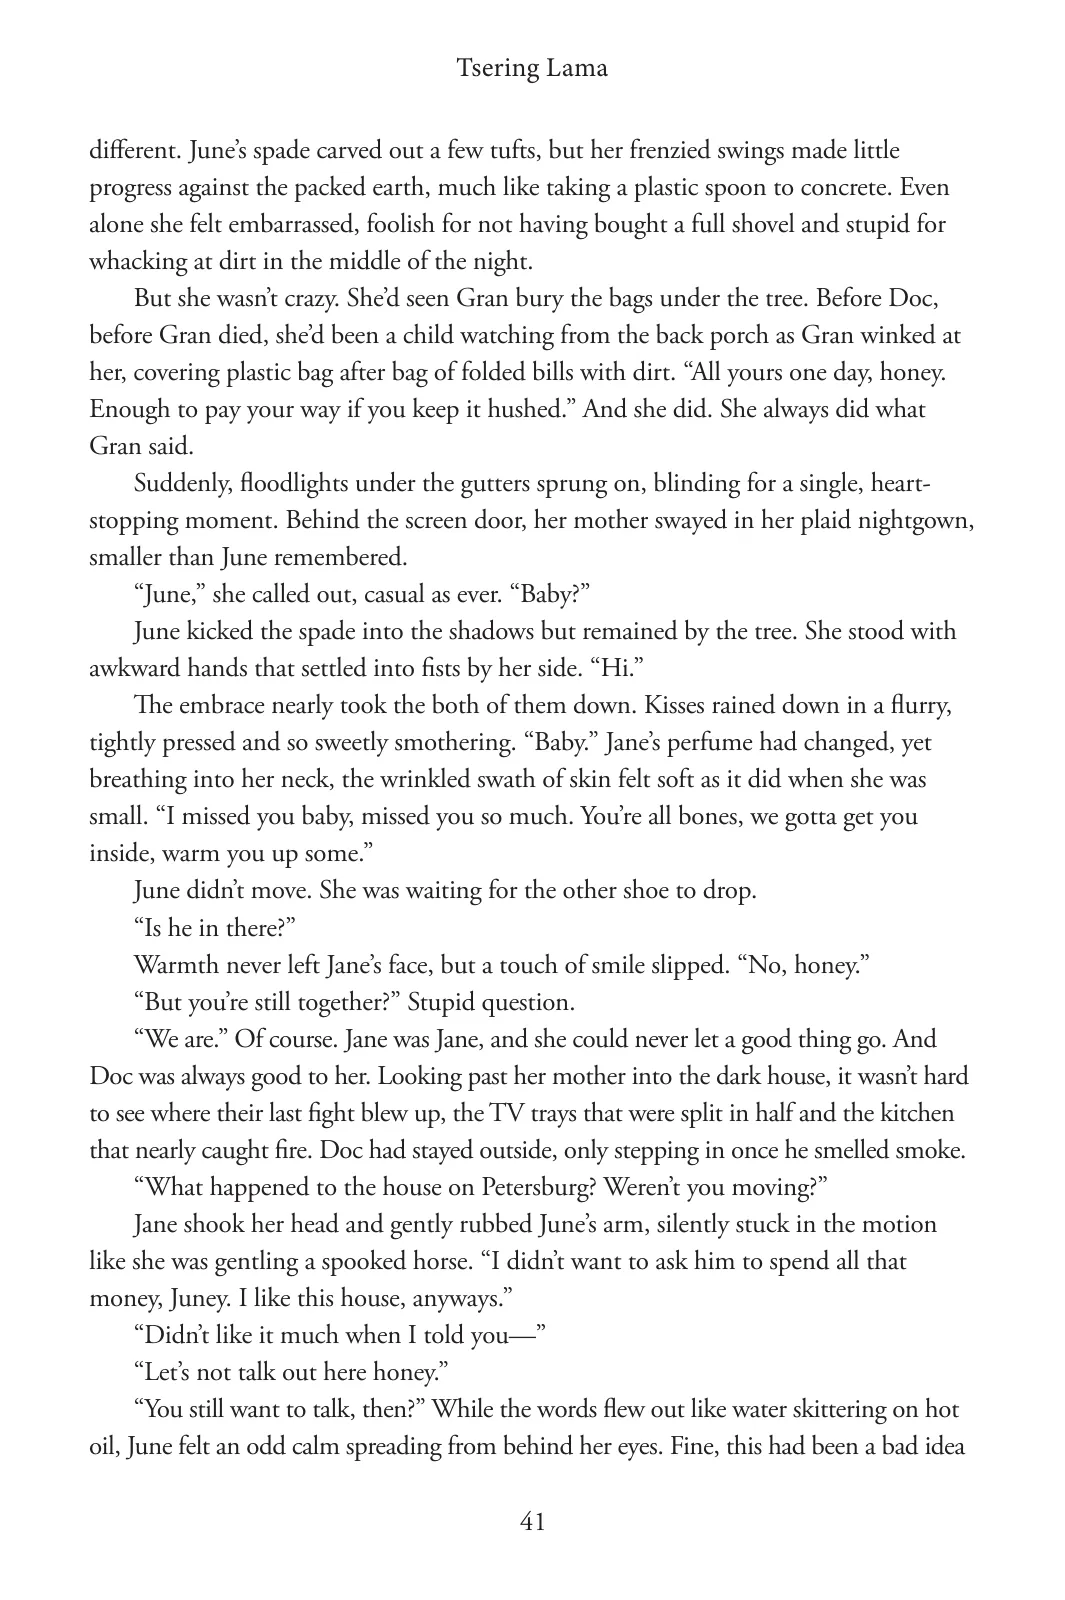 Tsering Lama
different. June’s spade carved out a few tufts, but her frenzied swings made little
progress against the packed earth, much like taking a plastic spoon to concrete. Even
alone she felt embarrassed, foolish for not having bought a full shovel and stupid for
whacking at dirt in the middle of the night.
But she wasn’t crazy. She’d seen Gran bury the bags under the tree. Before Doc,
before Gran died, she’d been a child watching from the back porch as Gran winked at
her, covering plastic bag after bag of folded bills with dirt. “All yours one day, honey.
Enough to pay your way if you keep it hushed.” And she did. She always did what
Gran said.
Suddenly, floodlights under the gutters sprung on, blinding for a single, heart-
stopping moment. Behind the screen door, her mother swayed in her plaid nightgown,
smaller than June remembered.
“June,” she called out, casual as ever. “Baby?”
June kicked the spade into the shadows but remained by the tree. She stood with
awkward hands that settled into fists by her side. “Hi.”
The embrace nearly took the both of them down. Kisses rained down in a flurry,
tightly pressed and so sweetly smothering. “Baby.” Jane’s perfume had changed, yet
breathing into her neck, the wrinkled swath of skin felt soft as it did when she was
small. “I missed you baby, missed you so much. You’re all bones, we gotta get you
inside, warm you up some.”
June didn’t move. She was waiting for the other shoe to drop.
“Is he in there?”
Warmth never left Jane’s face, but a touch of smile slipped. “No, honey.”
“But you’re still together?” Stupid question.
“We are.” Of course. Jane was Jane, and she could never let a good thing go. And
Doc was always good to her. Looking past her mother into the dark house, it wasn’t hard
to see where their last fight blew up, the TV trays that were split in half and the kitchen
that nearly caught fire. Doc had stayed outside, only stepping in once he smelled smoke.
“What happened to the house on Petersburg? Weren’t you moving?”
Jane shook her head and gently rubbed June’s arm, silently stuck in the motion
like she was gentling a spooked horse. “I didn’t want to ask him to spend all that
money, Juney. I like this house, anyways.”
“Didn’t like it much when I told you—”
“Let’s not talk out here honey.”
“You still want to talk, then?” While the words flew out like water skittering on hot
oil, June felt an odd calm spreading from behind her eyes. Fine, this had been a bad idea
41